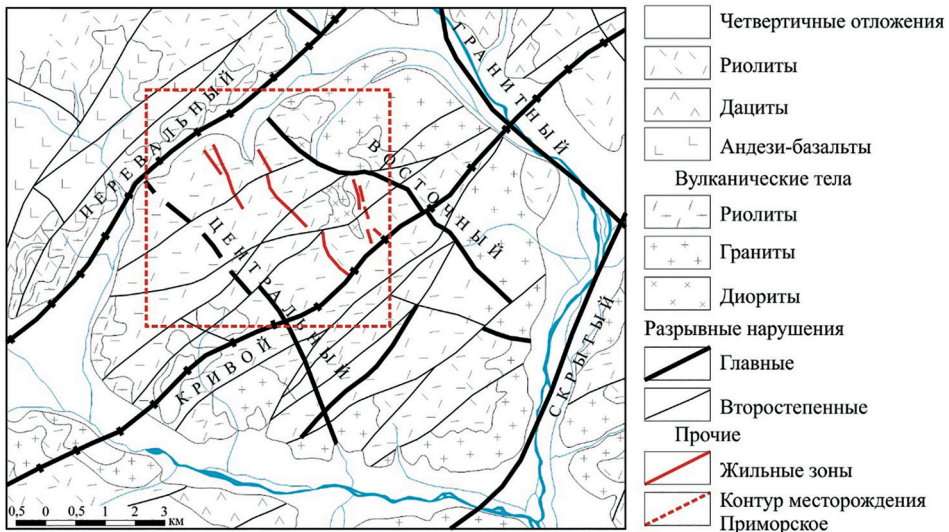 ПЕРЕВАЛЬНЫЙ
ГРАНИТНЫЙ
ВОСТОЧНЫЙ
ЦЕНТРАЛЬНЫЙ
КРИВОЙ
СКРЫТЫЙ
0,5 0 0,5 1 2 3
км
Четвертичные отложения
Риолиты
Дациты
Андези-базальты
Вулканические тела
Риолиты
Граниты
Диориты
Разрывные нарушения
Главные
Второстепенные
Прочие
Жильные зоны
Контур месторождения
Приморское